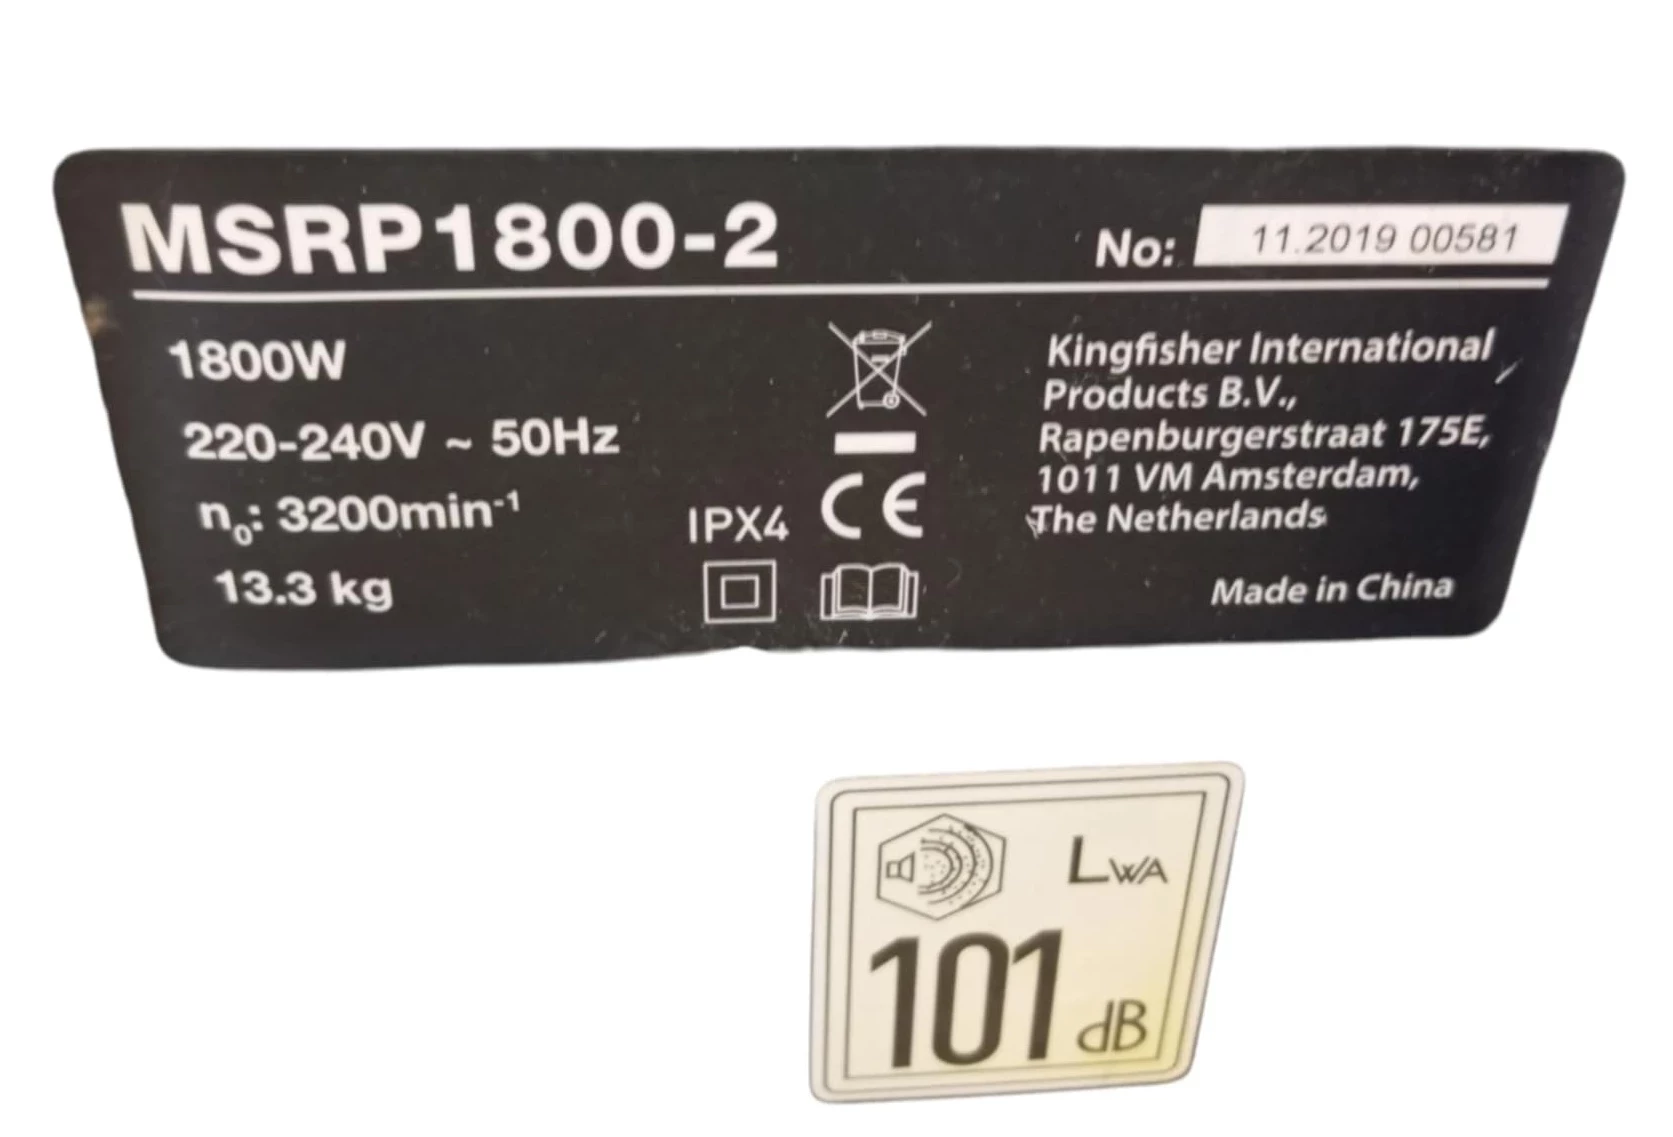 MSRP1800-2
No: 11.2019 00581
1800W
220-240V ~ 50Hz
n₀: 3200min⁻¹
13.3 kg
IPX4
CE
Kingfisher International
Products B.V.,
Rapenburgerstraat 175E,
1011 VM Amsterdam,
The Netherlands
Made in China
LWA
101 dB